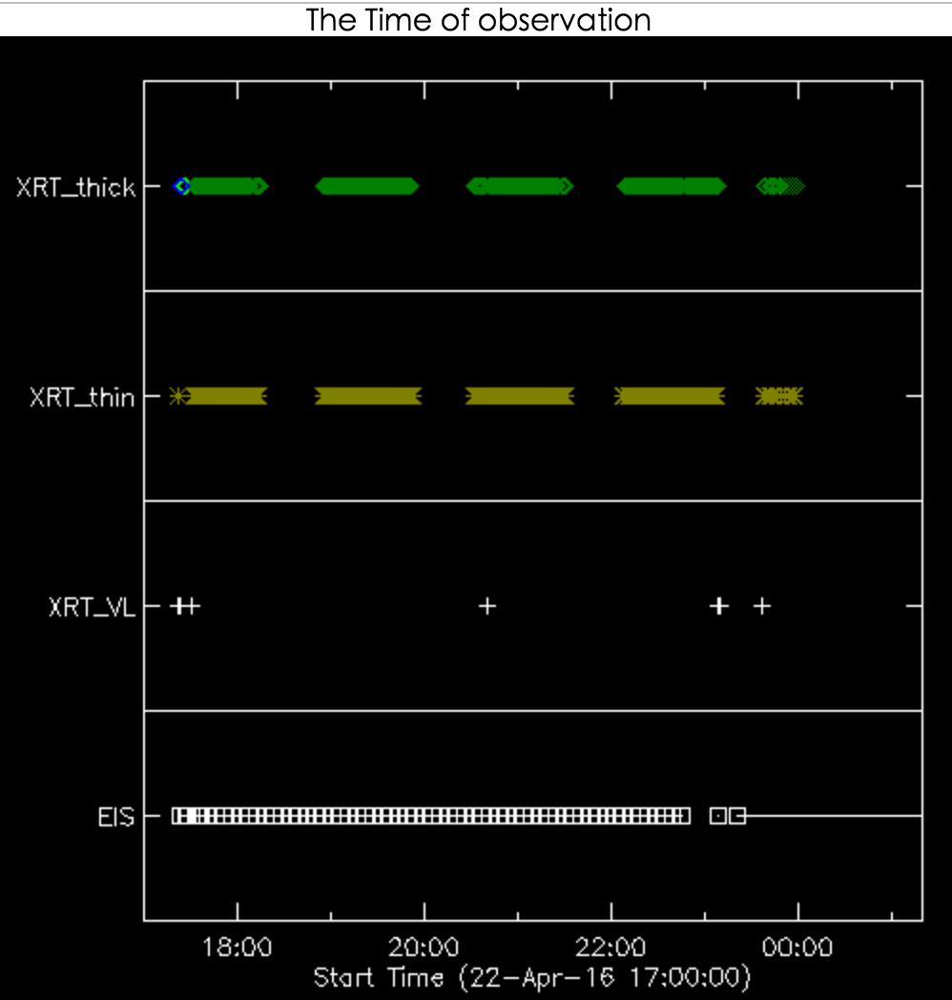 The Time of observation
XRT_thick
XRT_thin
XRT_VL
EIS
18:00 20:00 22:00 00:00
Start Time (22-Apr-16 17:00:00)